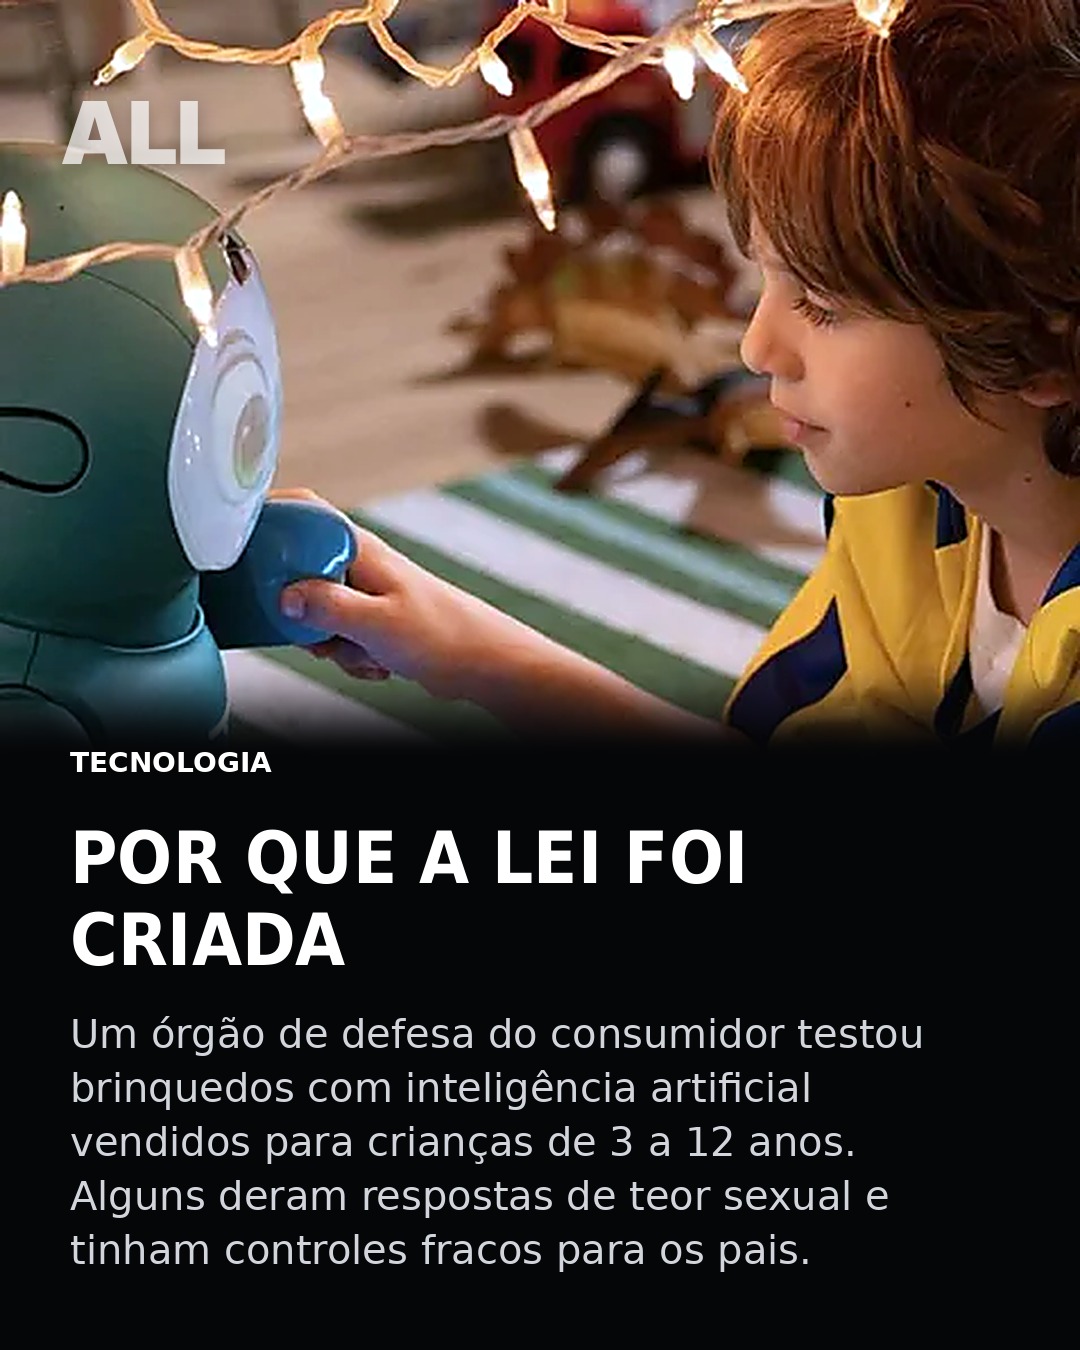 ALL
TECNOLOGIA
POR QUE A LEI FOI
CRIADA
Um órgão de defesa do consumidor testou
brinquedos com inteligência artificial
vendidos para crianças de 3 a 12 anos.
Alguns deram respostas de teor sexual e
tinham controles fracos para os pais.